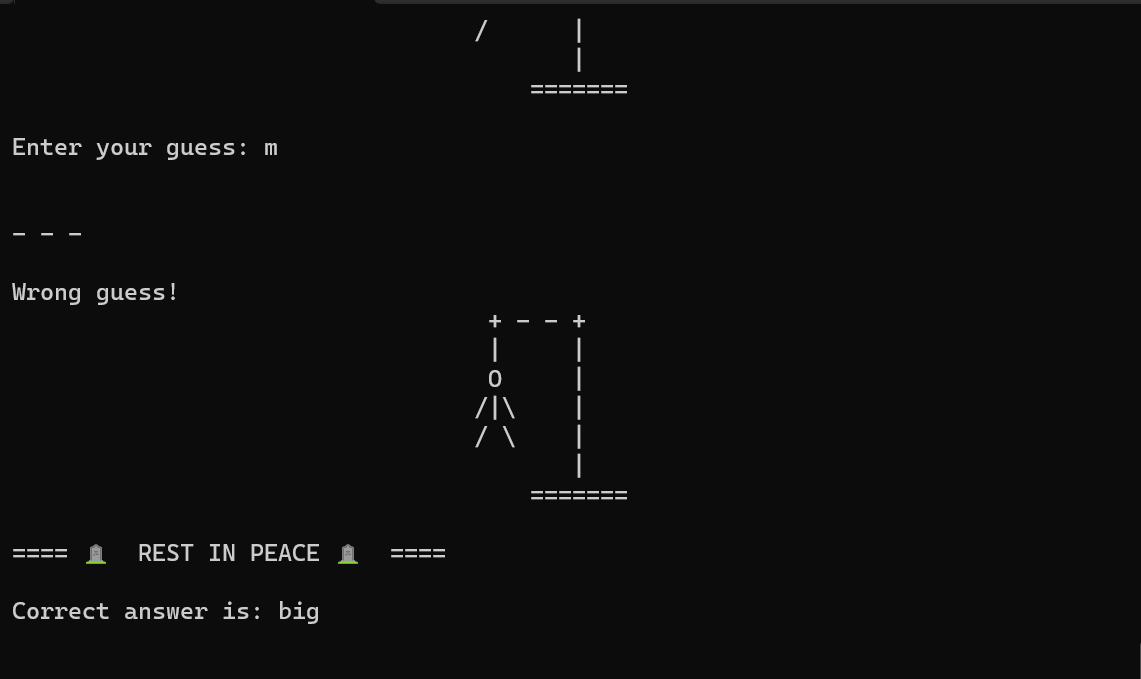 /      |
       |
    =======
Enter your guess: m
- - -
Wrong guess!
 + - - +
 |     |
 O     |
/|\    |
/ \    |
       |
    =======
==== 🪦  REST IN PEACE 🪦  ====
Correct answer is: big